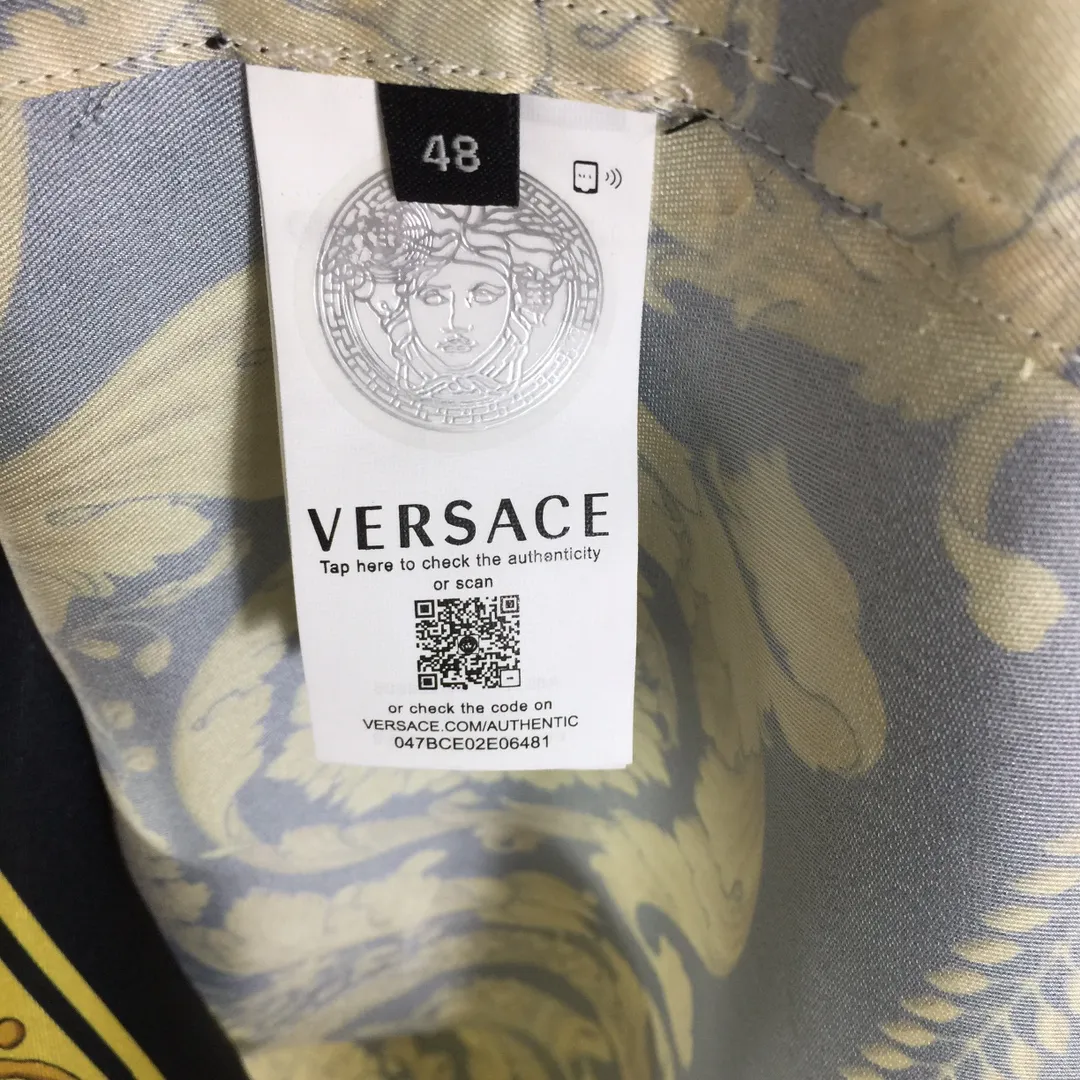 48
VERSACE
Tap here to check the authenticity
or scan
or check the code on
VERSACE.COM/AUTHENTIC
047BCE02E06481